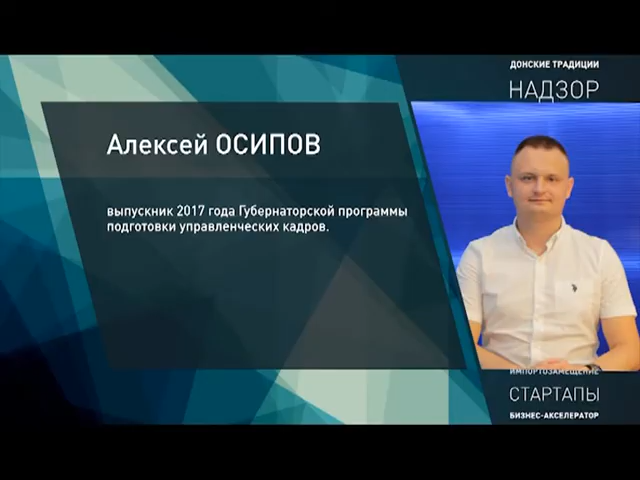 ДОНСКИЕ ТРАДИЦИИ
НАДЗОР
Алексей ОСИПОВ
выпускник 2017 года Губернаторской программы
подготовки управленческих кадров.
ИМПОРТОЗАМЕЩЕНИЕ
СТАРТАПЫ
БИЗНЕС-АКСЕЛЕРАТОР